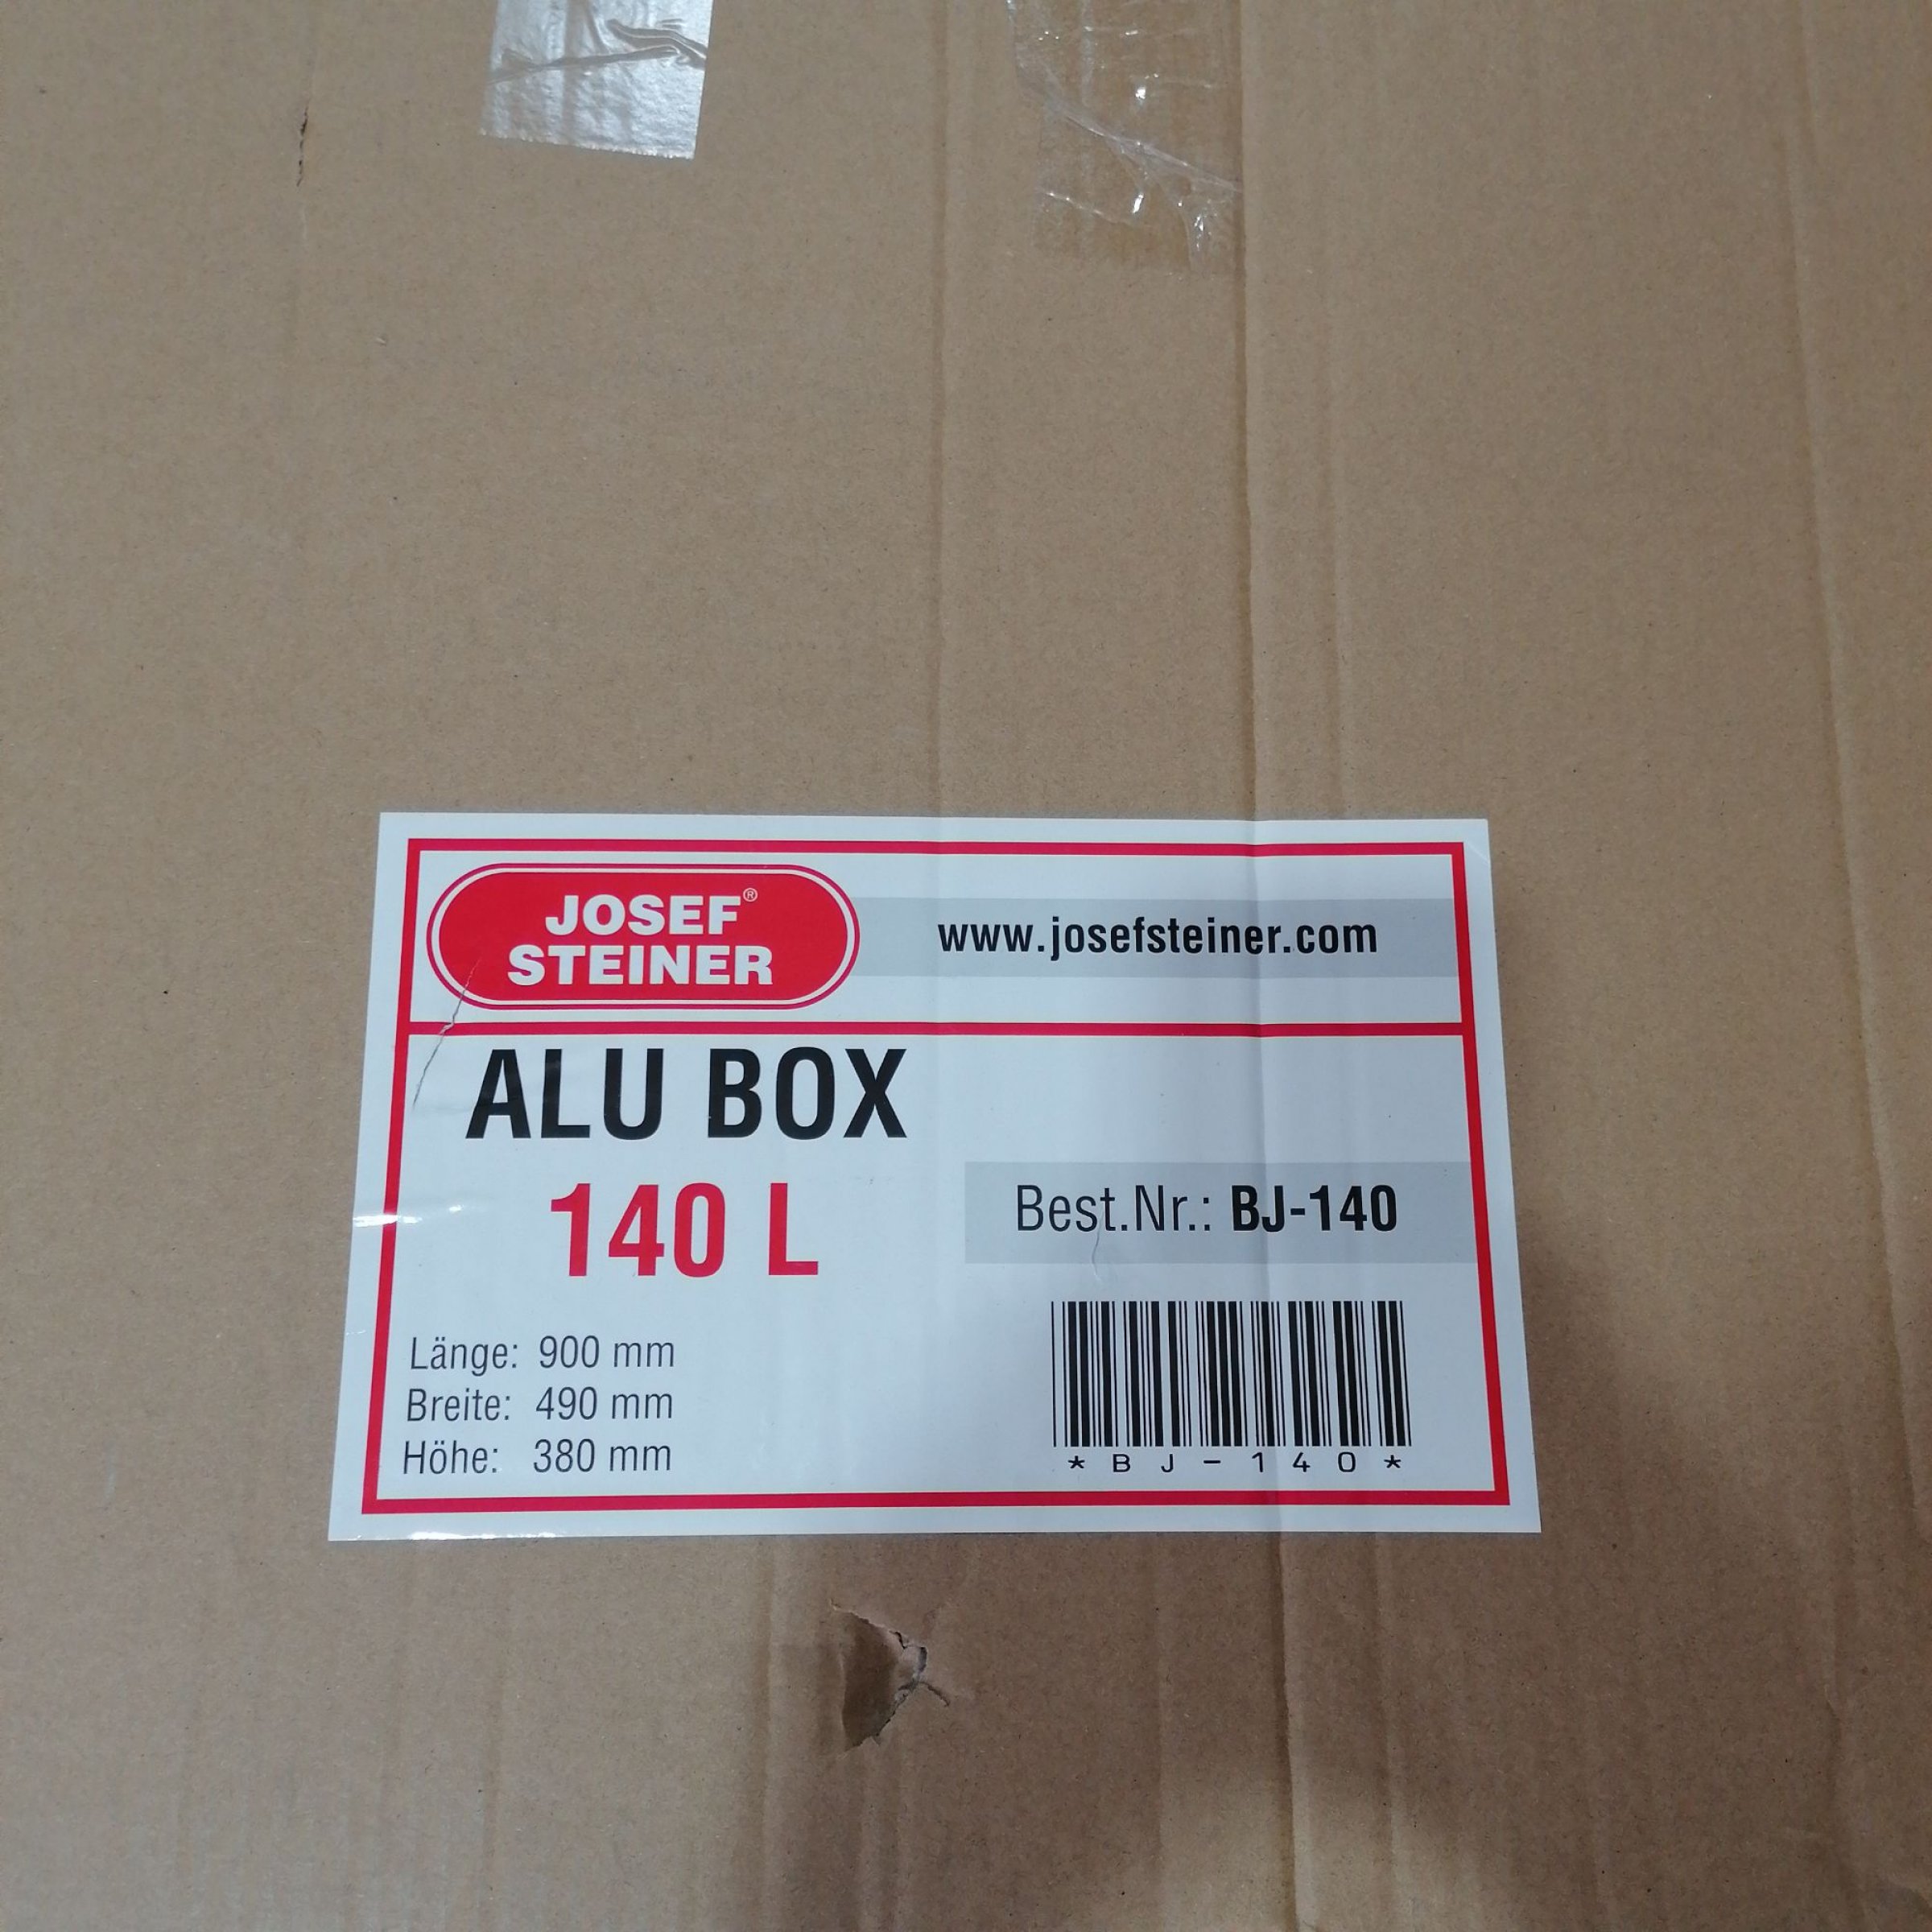 JOSEF®
STEINER
www.josefsteiner.com
ALU BOX
140 L
Best.Nr.: BJ-140
Länge: 900 mm
Breite: 490 mm
Höhe: 380 mm
*BJ-140*